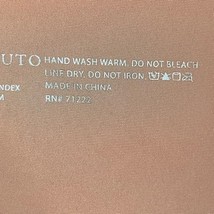 UTO
HAND WASH WARM. DO NOT BLEACH
LINE DRY. DO NOT IRON.
MADE IN CHINA
NDEX
M
RN# 71222